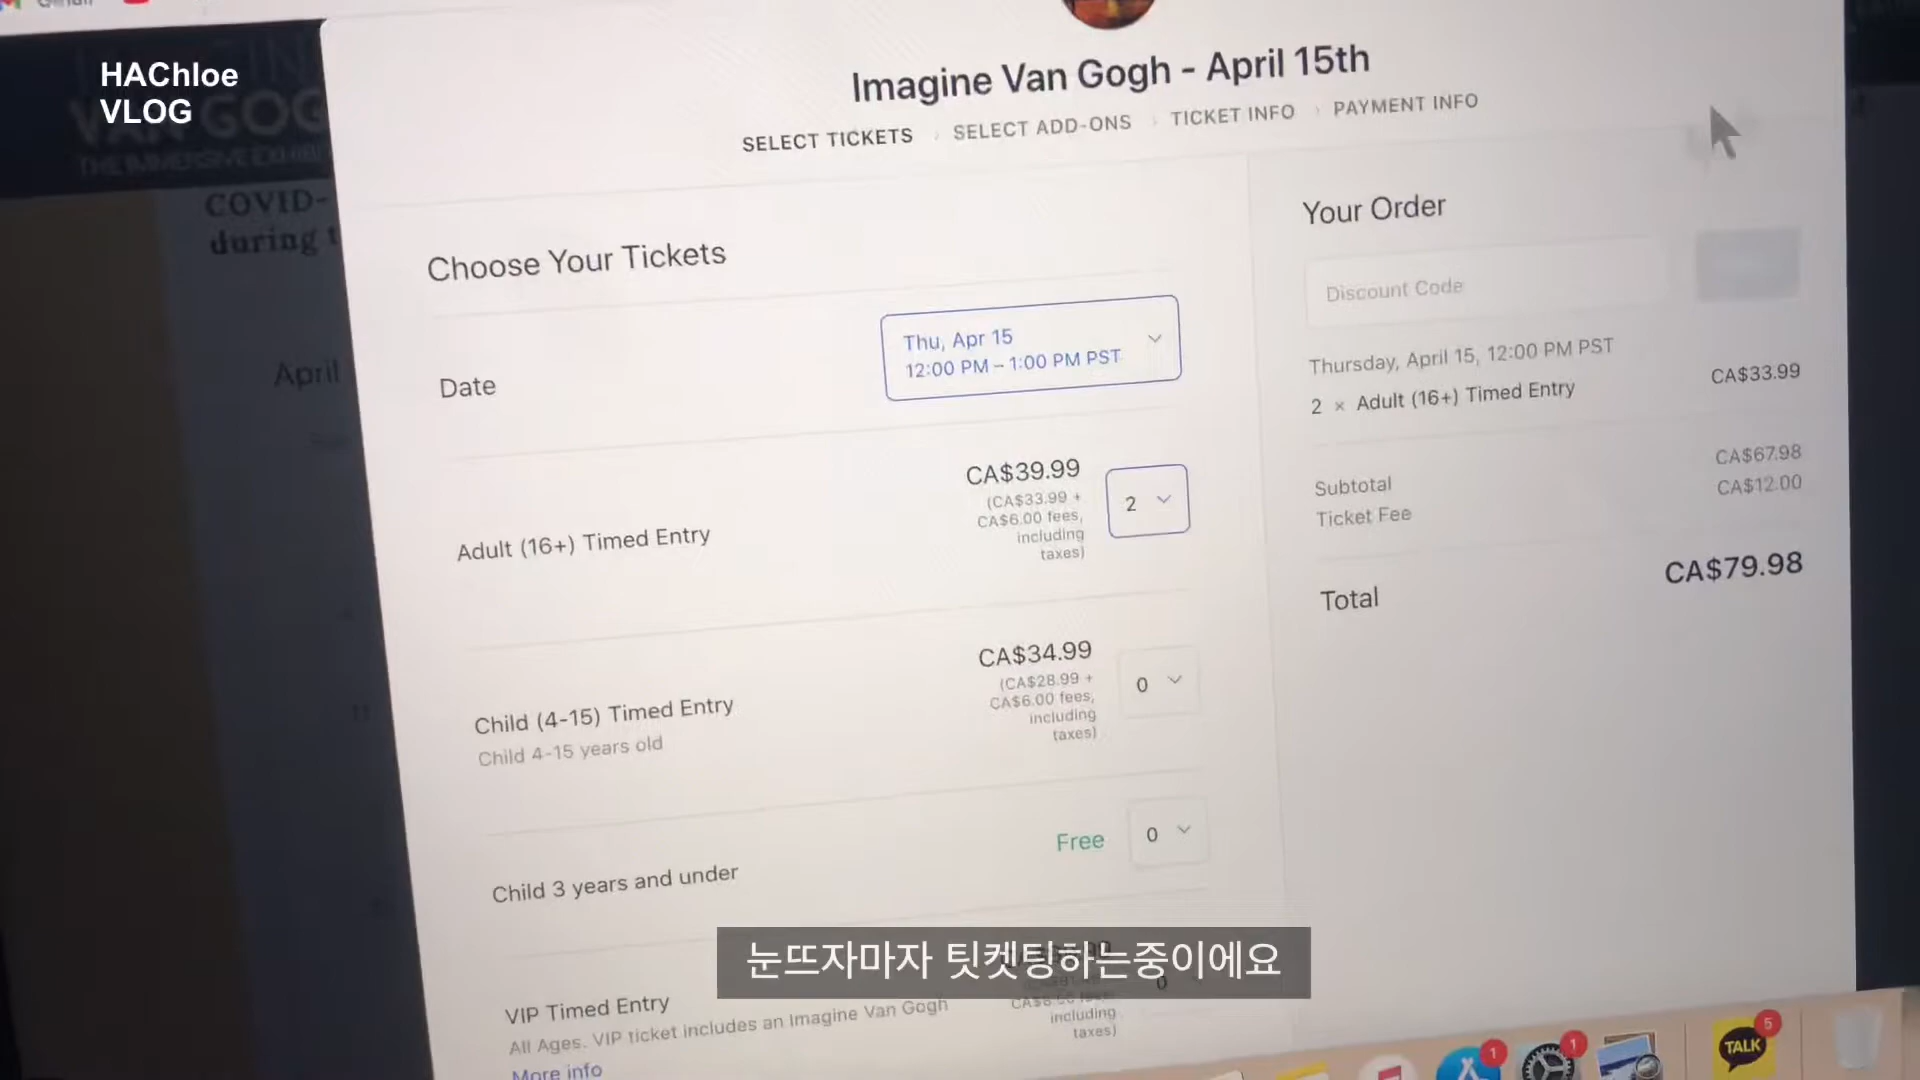 HAChloe
VLOG
Imagine Van Gogh - April 15th
SELECT TICKETS › SELECT ADD-ONS › TICKET INFO › PAYMENT INFO
VAN GOG
COVID-
during t
April
Choose Your Tickets
Date
Thu, Apr 15
12:00 PM – 1:00 PM PST
Adult (16+) Timed Entry
CA$39.99
(CA$33.99 +
CA$6.00 fees,
including
taxes)
2
Child (4-15) Timed Entry
Child 4-15 years old
CA$34.99
(CA$28.99 +
CA$6.00 fees,
including
taxes)
0
Child 3 years and under
Free
0
VIP Timed Entry
All Ages. VIP ticket includes an Imagine Van Gogh
More info
including
taxes)
0
Your Order
Discount Code
Thursday, April 15, 12:00 PM PST
2 × Adult (16+) Timed Entry
CA$33.99
Subtotal
CA$67.98
Ticket Fee
CA$12.00
Total
CA$79.98
눈뜨자마자 팃켓팅하는중이에요
1
1
TALK
5